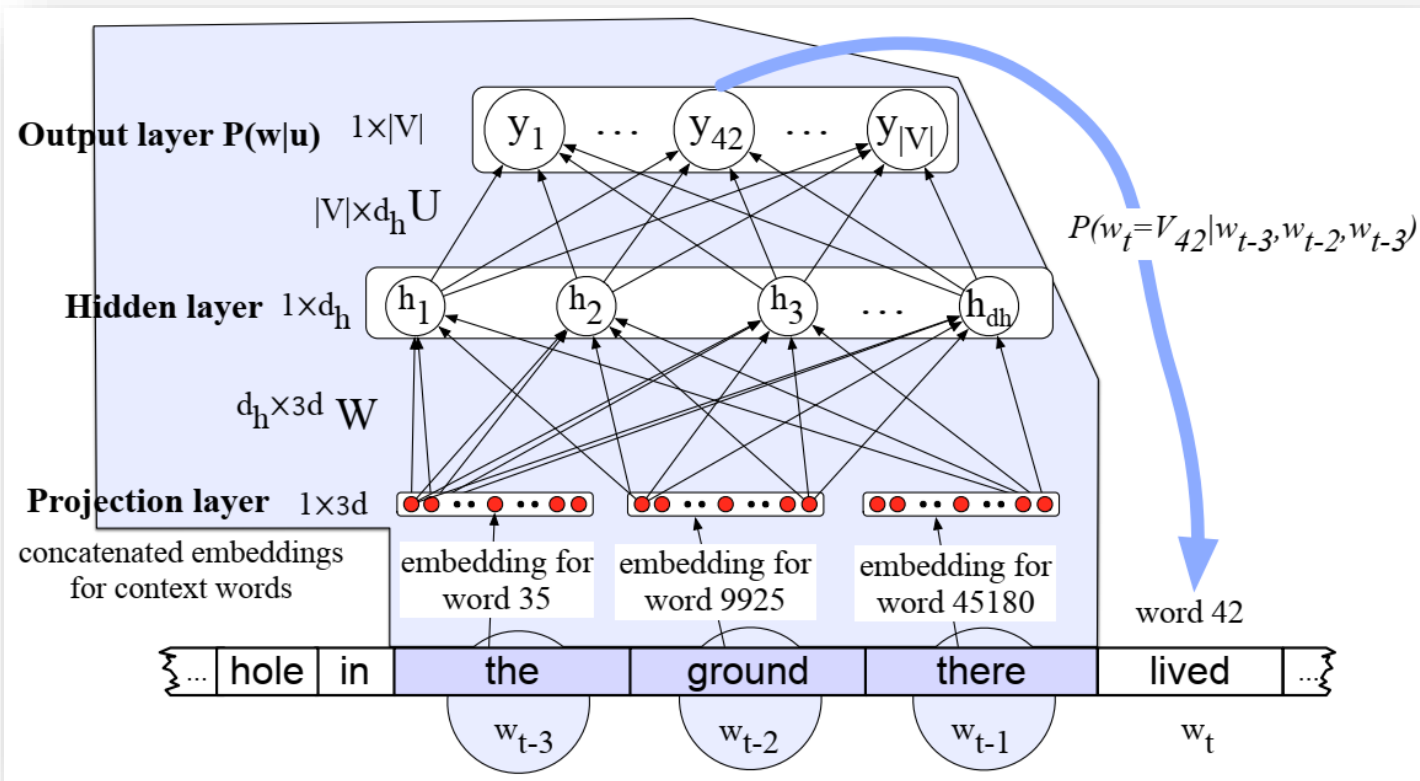 Output layer P(w|u) 1×|V|
y1 ... y42 ... y|V|
|V|×dh U
P(wt=V42|wt-3,wt-2,wt-3)
Hidden layer 1×dh
h1 h2 h3 ... hdh
dh×3d W
Projection layer 1×3d
concatenated embeddings
for context words
embedding for
word 35
embedding for
word 9925
embedding for
word 45180
word 42
... hole in the ground there lived ...
wt-3 wt-2 wt-1 wt